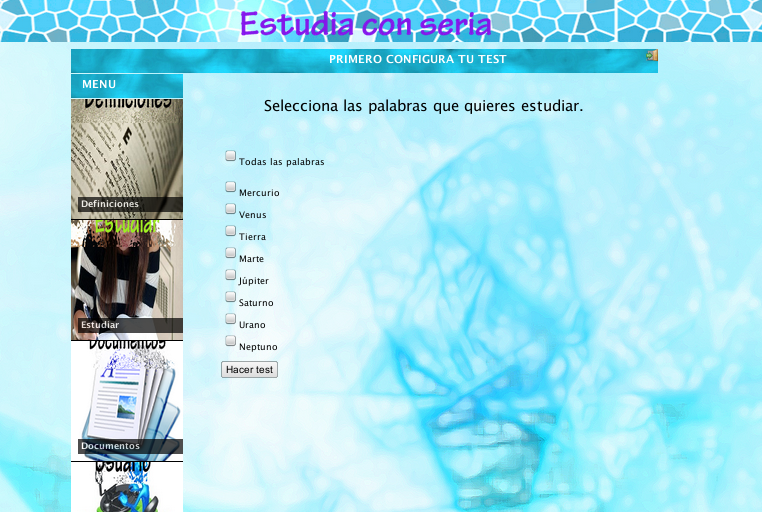 Estudia con seria
PRIMERO CONFIGURA TU TEST
MENU
Definiciones
Definiciones
Estudiar
Estudiar
Documentos
Documentos
Usuario
Selecciona las palabras que quieres estudiar.
Todas las palabras
Mercurio
Venus
Tierra
Marte
Júpiter
Saturno
Urano
Neptuno
Hacer test